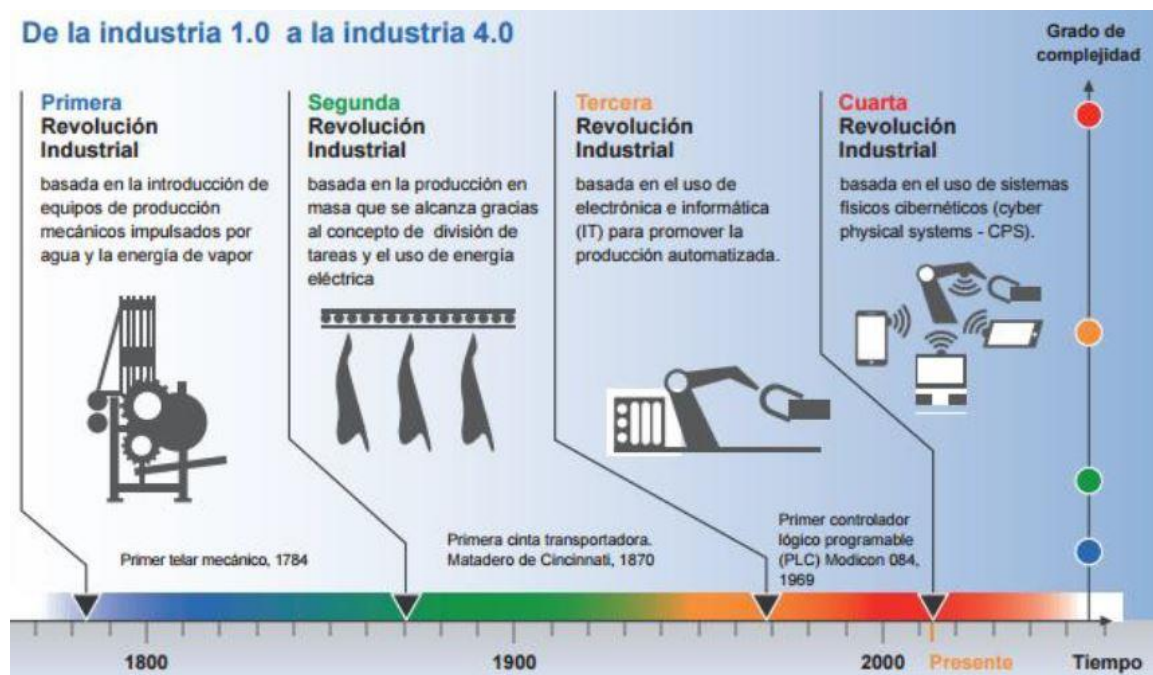 De la industria 1.0 a la industria 4.0
Grado de
complejidad
Primera
Revolución
Industrial
basada en la introducción de
equipos de producción
mecánicos impulsados por
agua y la energía de vapor
Segunda
Revolución
Industrial
basada en la producción en
masa que se alcanza gracias
al concepto de división de
tareas y el uso de energía
eléctrica
Tercera
Revolución
Industrial
basada en el uso de
electrónica e informática
(IT) para promover la
producción automatizada.
Cuarta
Revolución
Industrial
basada en el uso de sistemas
físicos cibernéticos (cyber
physical systems - CPS).
Primer telar mecánico, 1784
Primera cinta transportadora.
Matadero de Cincinnati, 1870
Primer controlador
lógico programable
(PLC) Modicon 084,
1969
1800
1900
2000
Presente
Tiempo